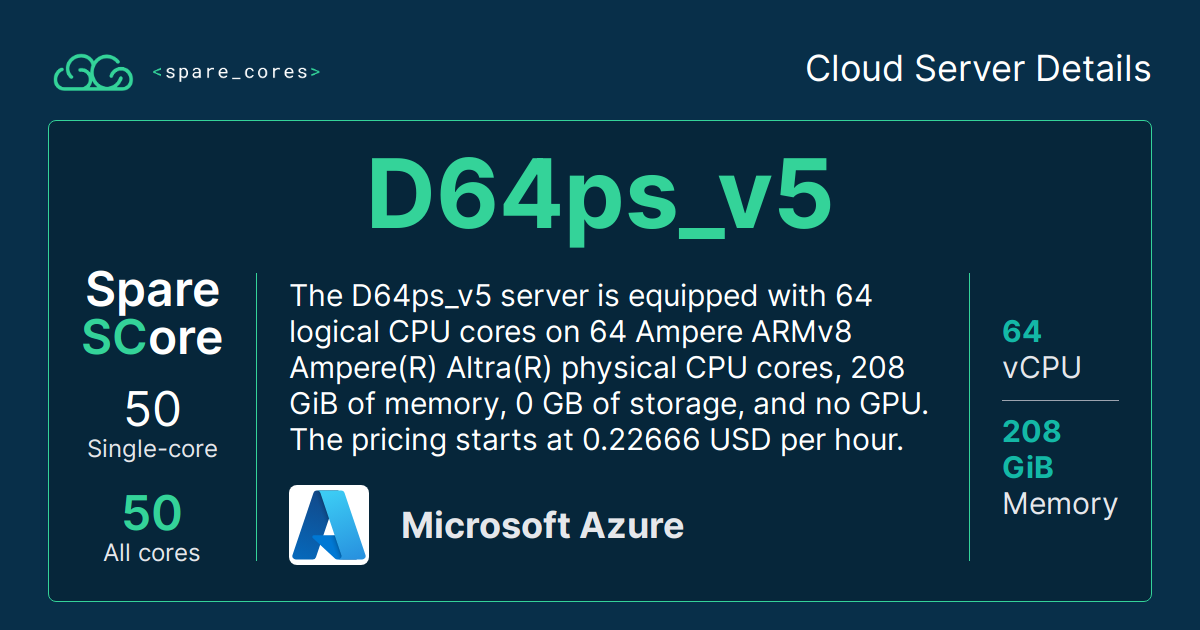 <spare_cores>
Cloud Server Details
D64ps_v5
Spare
SCore
50
Single-core
50
All cores
The D64ps_v5 server is equipped with 64
logical CPU cores on 64 Ampere ARMv8
Ampere(R) Altra(R) physical CPU cores, 208
GiB of memory, 0 GB of storage, and no GPU.
The pricing starts at 0.22666 USD per hour.
Microsoft Azure
64
vCPU
208
GiB
Memory